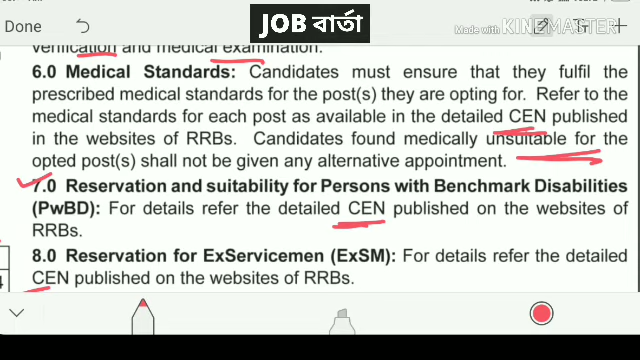 JOB বার্তা
Done
Made with KINEMASTER
verification and medical examination.
6.0 Medical Standards: Candidates must ensure that they fulfil the
prescribed medical standards for the post(s) they are opting for. Refer to the
medical standards for each post as available in the detailed CEN published
in the websites of RRBs. Candidates found medically unsuitable for the
opted post(s) shall not be given any alternative appointment.
7.0 Reservation and suitability for Persons with Benchmark Disabilities
(PwBD): For details refer the detailed CEN published on the websites of
RRBs.
8.0 Reservation for ExServicemen (ExSM): For details refer the detailed
CEN published on the websites of RRBs.